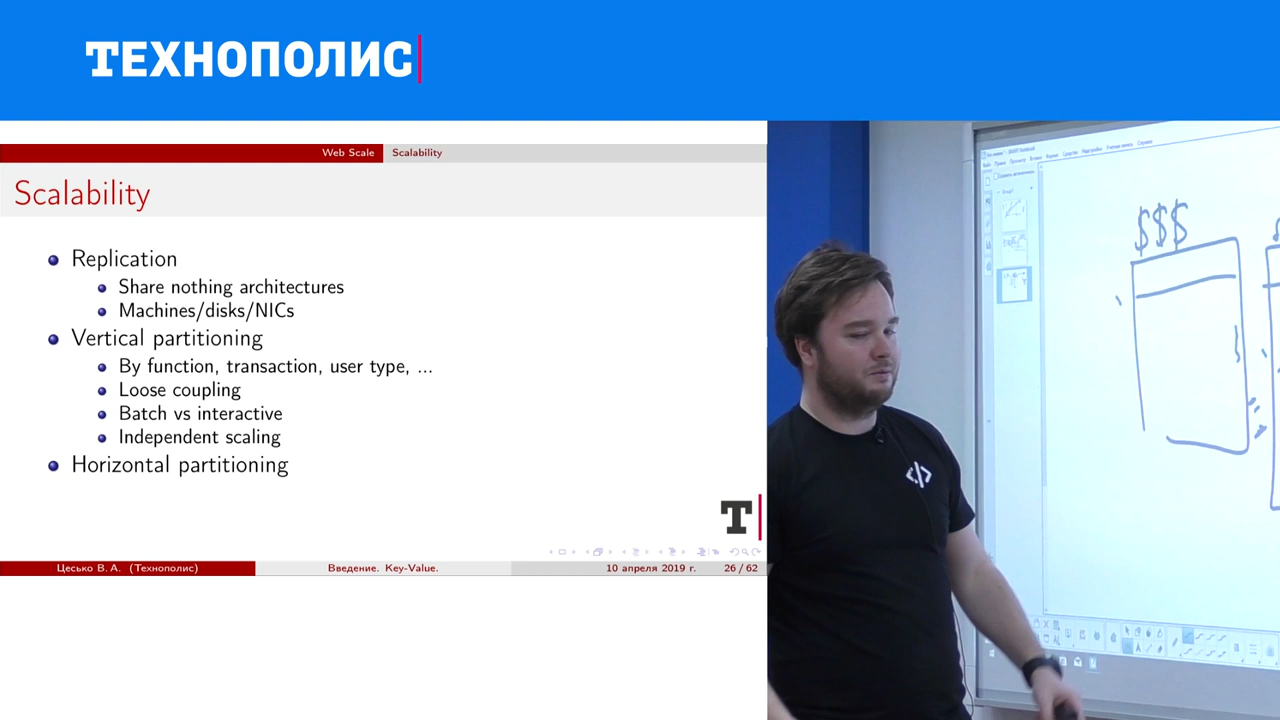 ТЕХНОПОЛИС
Web Scale Scalability
Scalability
Replication
Share nothing architectures
Machines/disks/NICs
Vertical partitioning
By function, transaction, user type, ...
Loose coupling
Batch vs interactive
Independent scaling
Horizontal partitioning
Т
Цесько В. А. (Технополис) Введение. Key-Value. 10 апреля 2019 г. 26 / 62
$$$